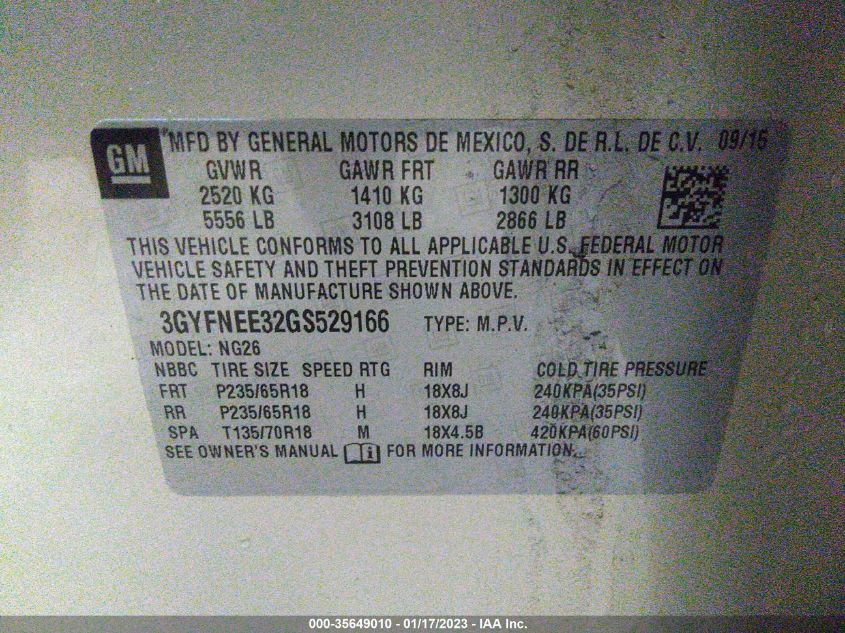 GM
MFD BY GENERAL MOTORS DE MEXICO, S. DE R.L. DE C.V. 09/15
GVWR GAWR FRT GAWR RR
2520 KG 1410 KG 1300 KG
5556 LB 3108 LB 2866 LB
THIS VEHICLE CONFORMS TO ALL APPLICABLE U.S. FEDERAL MOTOR
VEHICLE SAFETY AND THEFT PREVENTION STANDARDS IN EFFECT ON
THE DATE OF MANUFACTURE SHOWN ABOVE.
3GYFNEE32GS529166 TYPE: M.P.V.
MODEL: NG26
NBBC TIRE SIZE SPEED RTG RIM COLD TIRE PRESSURE
FRT P235/65R18 H 18X8J 240KPA(35PSI)
RR P235/65R18 H 18X8J 240KPA(35PSI)
SPA T135/70R18 M 18X4.5B 420KPA(60PSI)
SEE OWNER'S MANUAL i FOR MORE INFORMATION.
000-35649010 - 01/17/2023 - IAA Inc.